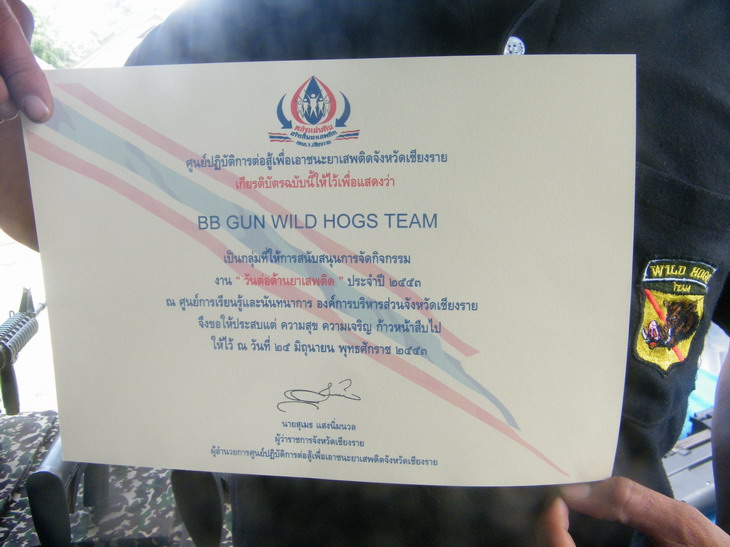 พลังแผ่นดิน
ศูนย์ปฏิบัติการต่อสู้เพื่อเอาชนะยาเสพติดจังหวัดเชียงราย
เกียรติบัตรฉบับนี้ให้ไว้เพื่อแสดงว่า
BB GUN WILD HOGS TEAM
เป็นกลุ่มที่ให้การสนับสนุนการจัดกิจกรรม
งาน “ วันต่อต้านยาเสพติด ” ประจำปี ๒๕๕๓
ณ ศูนย์การเรียนรู้และนันทนาการ องค์การบริหารส่วนจังหวัดเชียงราย
จึงขอให้ประสบแต่ ความสุข ความเจริญ ก้าวหน้าสืบไป
ให้ไว้ ณ วันที่ ๒๕ มิถุนายน พุทธศักราช ๒๕๕๓
นายสุเมธ แสงนิ่มนวล
ผู้ว่าราชการจังหวัดเชียงราย
ผู้อำนวยการศูนย์ปฏิบัติการต่อสู้เพื่อเอาชนะยาเสพติดจังหวัดเชียงราย
WILD HOGS
TEAM